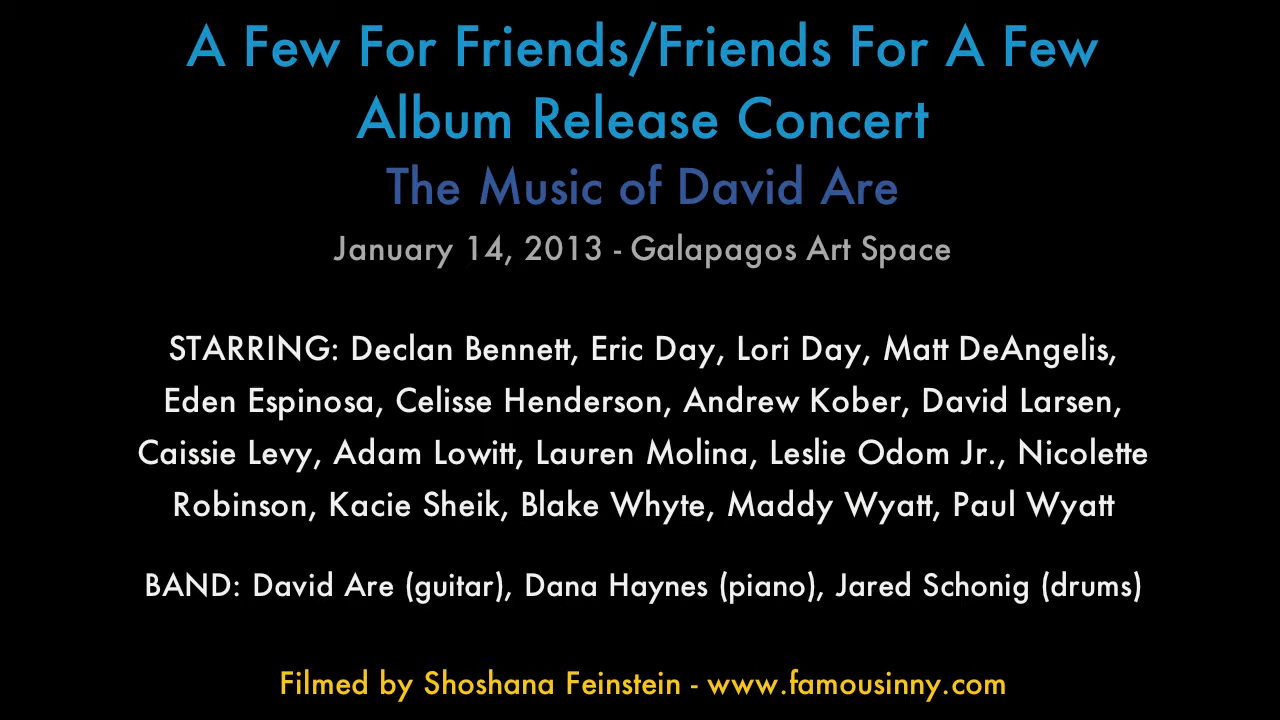 A Few For Friends/Friends For A Few
Album Release Concert
The Music of David Are
January 14, 2013 - Galapagos Art Space
STARRING: Declan Bennett, Eric Day, Lori Day, Matt DeAngelis,
Eden Espinosa, Celisse Henderson, Andrew Kober, David Larsen,
Caissie Levy, Adam Lowitt, Lauren Molina, Leslie Odom Jr., Nicolette
Robinson, Kacie Sheik, Blake Whyte, Maddy Wyatt, Paul Wyatt
BAND: David Are (guitar), Dana Haynes (piano), Jared Schonig (drums)
Filmed by Shoshana Feinstein - www.famousinny.com